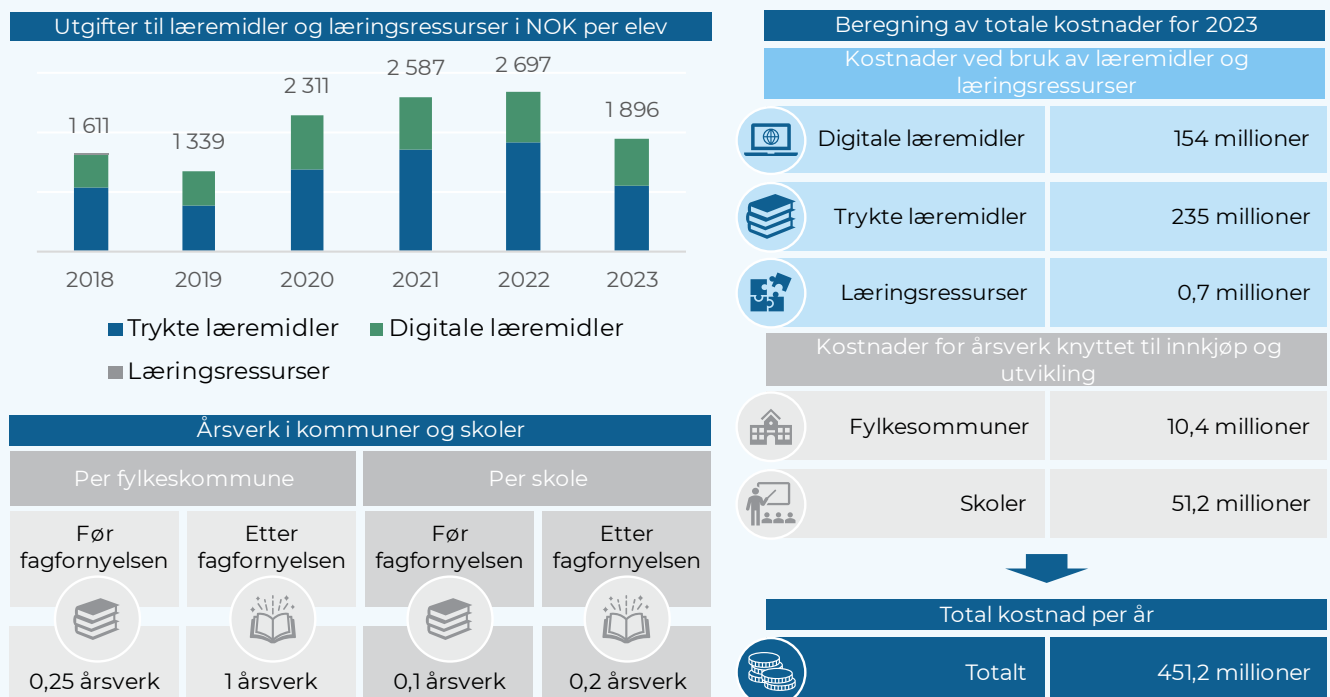 Utgifter til læremidler og læringsressurser i NOK per elev
1 611
1 339
2 311
2 587
2 697
1 896
2018
2019
2020
2021
2022
2023
Trykte læremidler
Digitale læremidler
Læringsressurser
Årsverk i kommuner og skoler
Per fylkeskommune
Per skole
Før
fagfornyelsen
Etter
fagfornyelsen
Før
fagfornyelsen
Etter
fagfornyelsen
0,25 årsverk
1 årsverk
0,1 årsverk
0,2 årsverk
Beregning av totale kostnader for 2023
Kostnader ved bruk av læremidler og
læringsressurser
Digitale læremidler
154 millioner
Trykte læremidler
235 millioner
Læringsressurser
0,7 millioner
Kostnader for årsverk knyttet til innkjøp og
utvikling
Fylkesommuner
10,4 millioner
Skoler
51,2 millioner
Total kostnad per år
Totalt
451,2 millioner